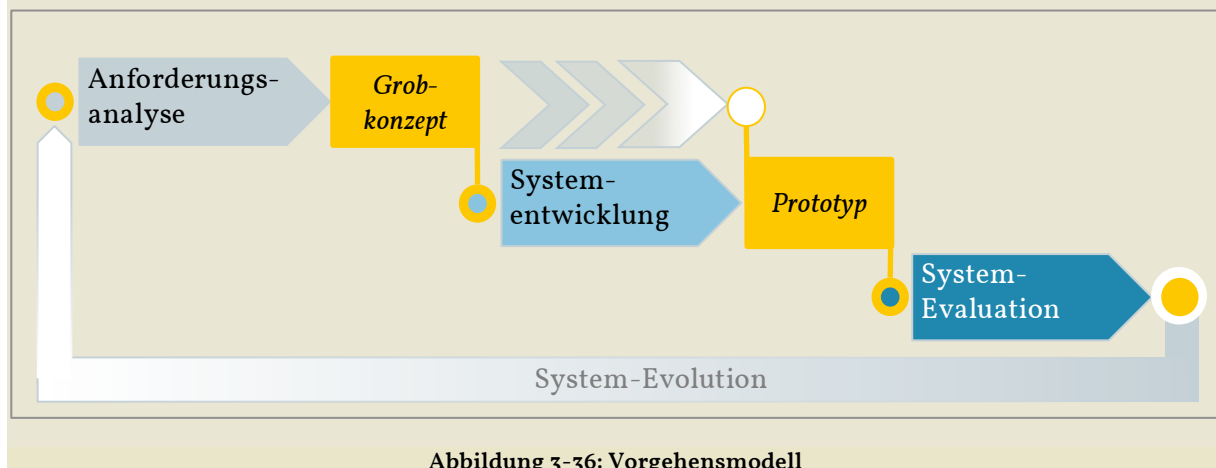 Anforderungs-
analyse
Grob-
konzept
System-
entwicklung
Prototyp
System-
Evaluation
System-Evolution
Abbildung 3-36: Vorgehensmodell